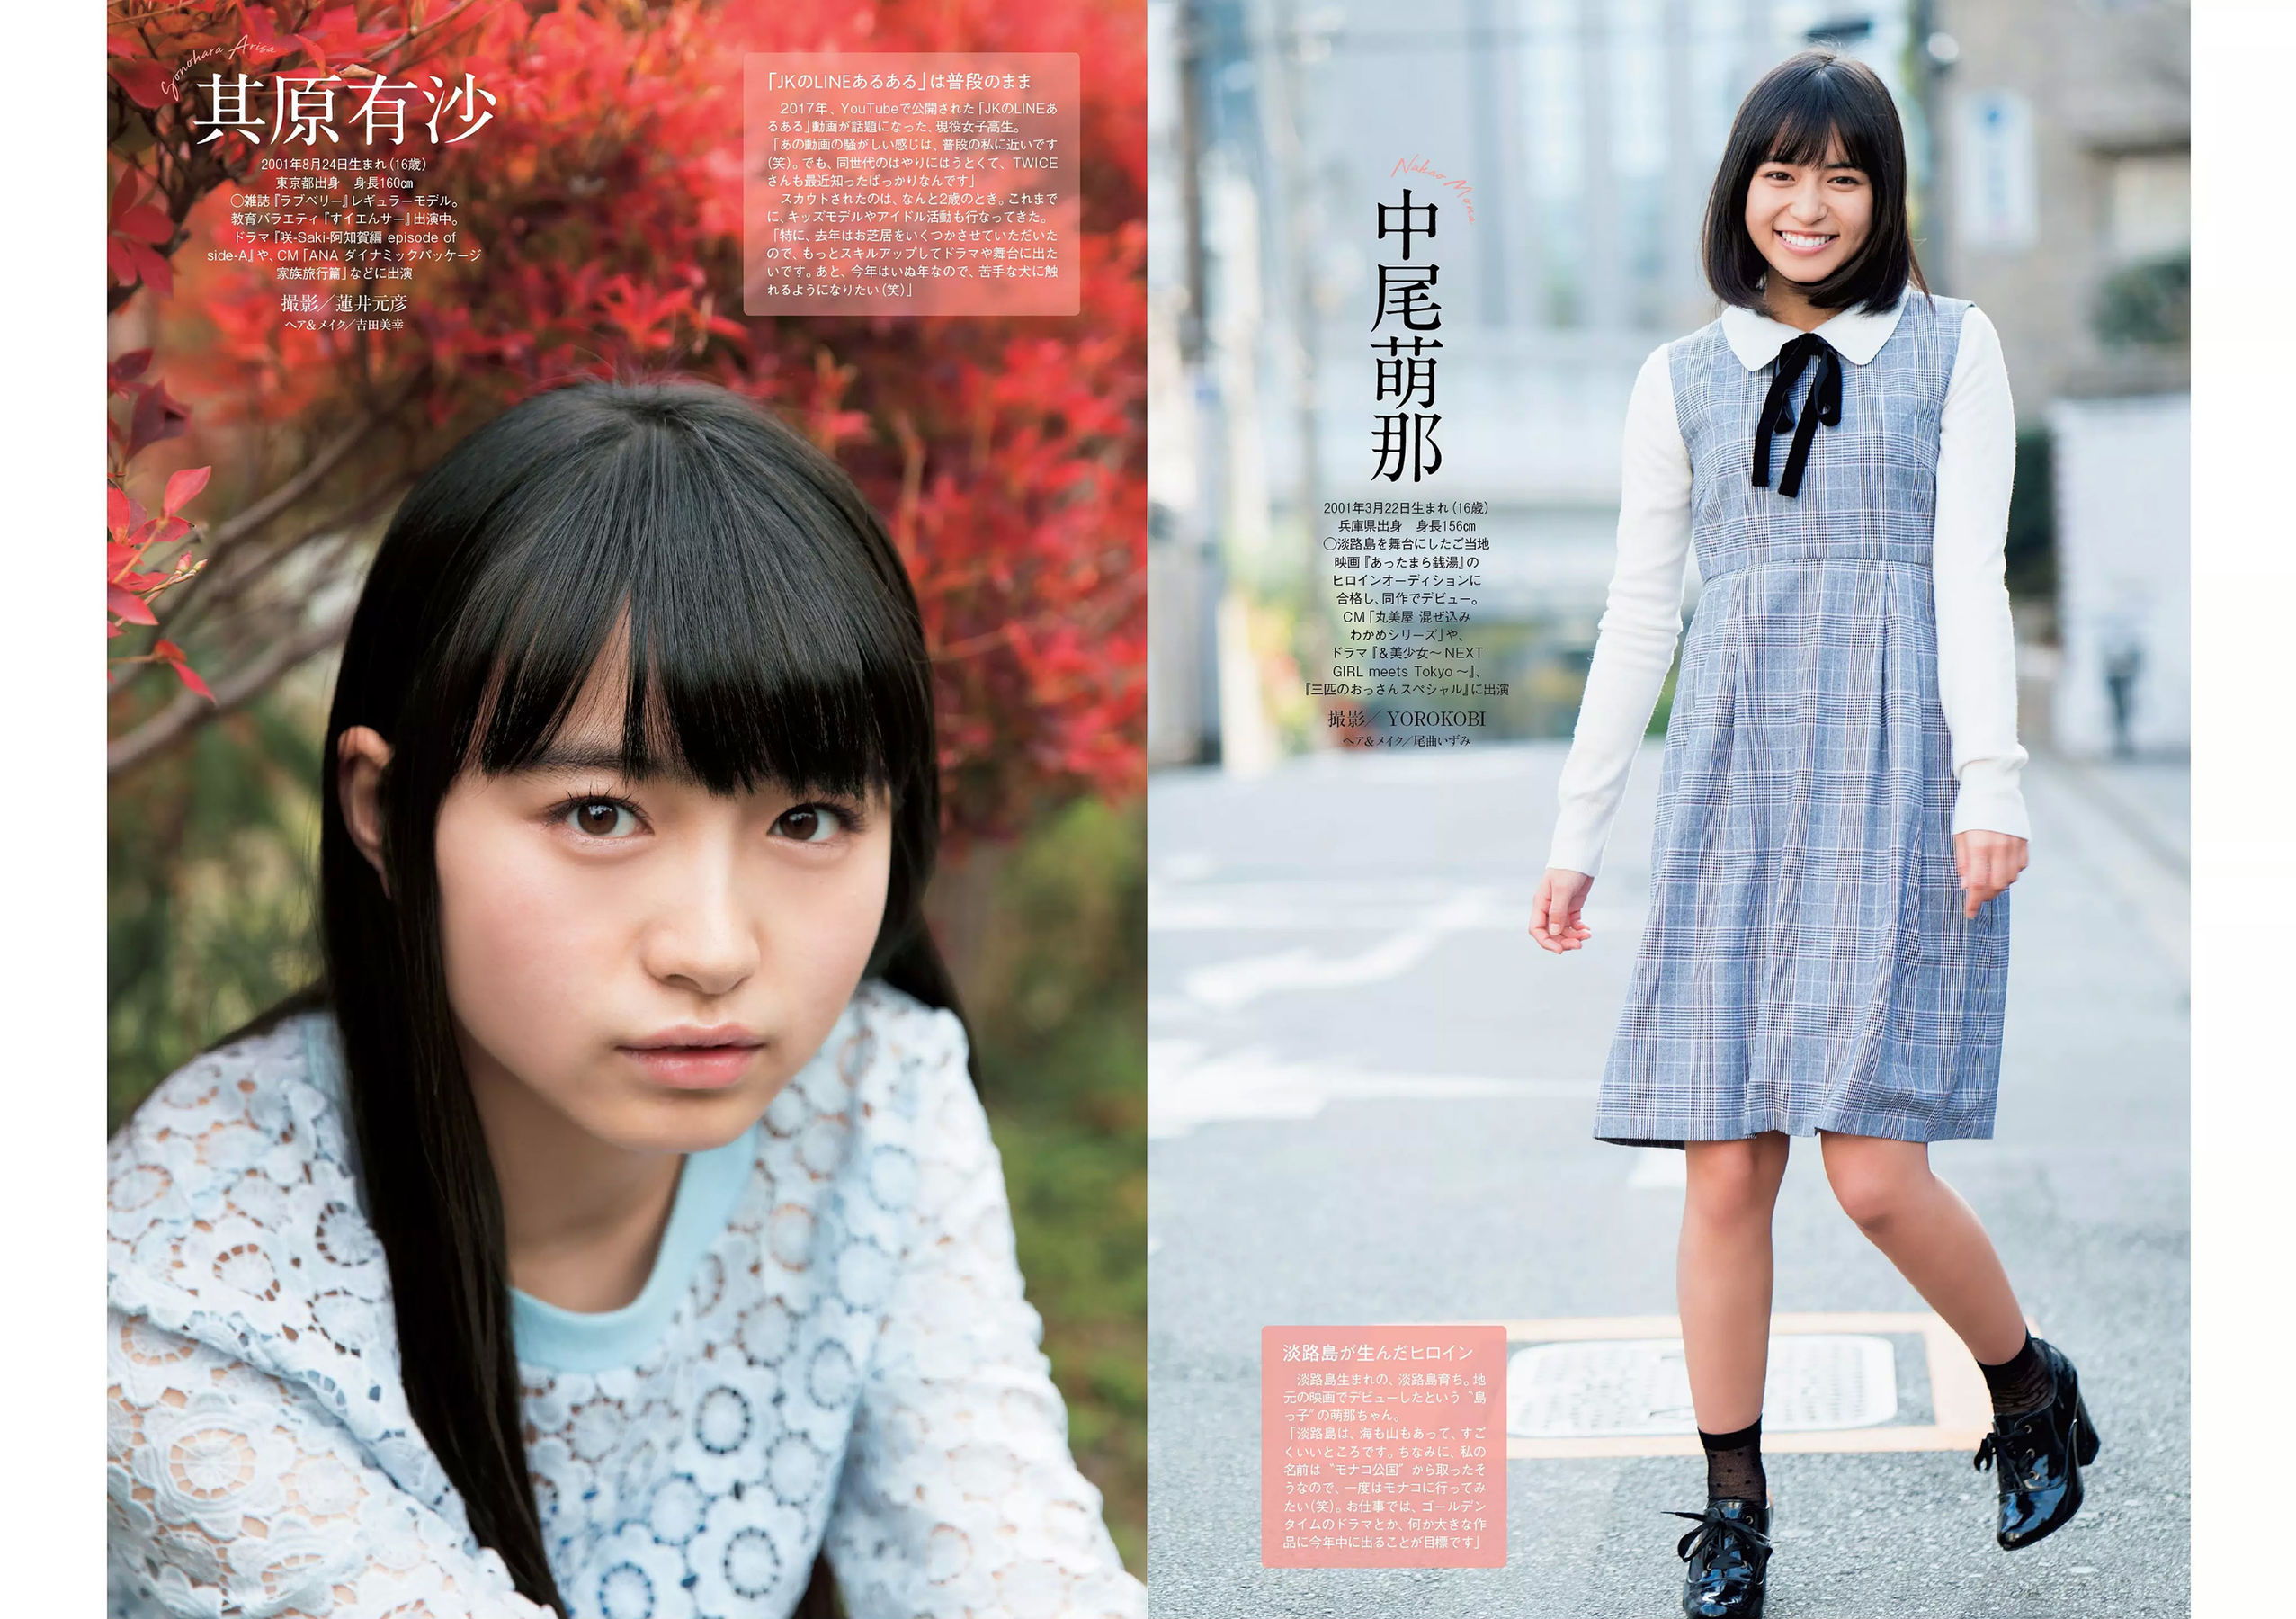 Sonohara Arisa
其原有沙
2001年8月24日生まれ(16歳)
東京都出身　身長160㎝
○雑誌『ラブベリー』レギュラーモデル。
教育バラエティ『すイエんサー』出演中。
ドラマ『咲-Saki-阿知賀編 episode of
side-A』や、CM「ANA ダイナミックパッケージ
家族旅行篇」などに出演
撮影／蓮井元彦
ヘア&メイク／吉田美幸
「JKのLINEあるある」は普段のまま
　2017年、YouTubeで公開された「JKのLINEあ
るある」動画が話題になった、現役女子高生。
「あの動画の騒がしい感じは、普段の私に近いです
(笑)。でも、同世代のはやりにはうとくて、TWICE
さんも最近知ったばっかりなんです」
　スカウトされたのは、なんと2歳のとき。これまで
に、キッズモデルやアイドル活動も行なってきた。
「特に、去年はお芝居をいくつかさせていただいた
ので、もっとスキルアップしてドラマや舞台に出た
いです。あと、今年はいぬ年なので、苦手な犬に触
れるようになりたい(笑)」
Nakao Mona
中尾萌那
2001年3月22日生まれ(16歳)
兵庫県出身　身長156㎝
○淡路島を舞台にしたご当地
映画『あったまら銭湯』の
ヒロインオーディションに
合格し、同作でデビュー。
CM「丸美屋 混ぜ込み
わかめシリーズ」や、
ドラマ『＆美少女～NEXT
GIRL meets Tokyo～』、
『三匹のおっさんスペシャル』に出演
撮影／YOROKOBI
ヘア&メイク／尾曲いずみ
淡路島が生んだヒロイン
　淡路島生まれの、淡路島育ち。地
元の映画でデビューしたという〝島
っ子〟の萌那ちゃん。
「淡路島は、海も山もあって、すご
くいいところです。ちなみに、私の
名前は〝モナコ公国〟から取ったそ
うなので、一度はモナコに行ってみ
たい(笑)。お仕事では、ゴールデン
タイムのドラマとか、何か大きな作
品に今年中に出ることが目標です」